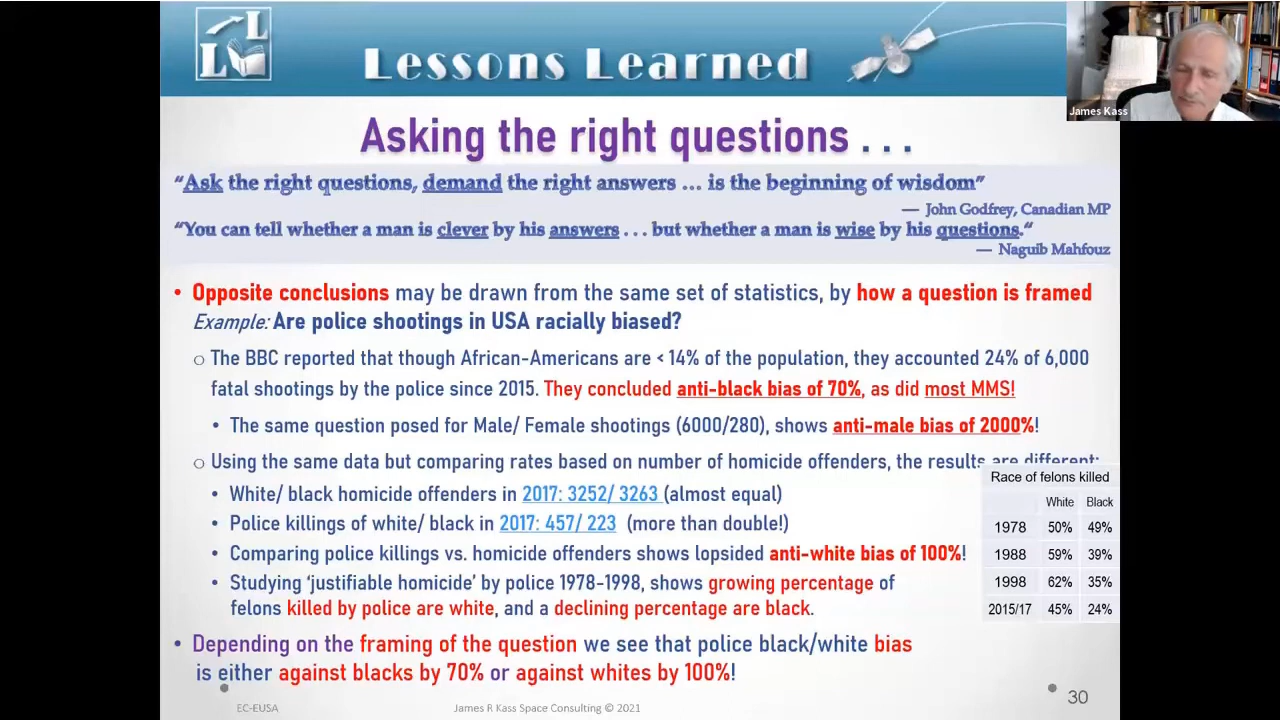 L
L
Lessons Learned
James Kass
Asking the right questions . . .
“Ask the right questions, demand the right answers ... is the beginning of wisdom”
— John Godfrey, Canadian MP
“You can tell whether a man is clever by his answers . . . but whether a man is wise by his questions.“
— Naguib Mahfouz
• Opposite conclusions may be drawn from the same set of statistics, by how a question is framed
Example: Are police shootings in USA racially biased?
o The BBC reported that though African-Americans are < 14% of the population, they accounted 24% of 6,000
fatal shootings by the police since 2015. They concluded anti-black bias of 70%, as did most MMS!
• The same question posed for Male/ Female shootings (6000/280), shows anti-male bias of 2000%!
o Using the same data but comparing rates based on number of homicide offenders, the results are different:
• White/ black homicide offenders in 2017: 3252/ 3263 (almost equal)
• Police killings of white/ black in 2017: 457/ 223 (more than double!)
• Comparing police killings vs. homicide offenders shows lopsided anti-white bias of 100%!
• Studying ‘justifiable homicide’ by police 1978-1998, shows growing percentage of
felons killed by police are white, and a declining percentage are black.
Race of felons killed
White Black
1978 50% 49%
1988 59% 39%
1998 62% 35%
2015/17 45% 24%
• Depending on the framing of the question we see that police black/white bias
is either against blacks by 70% or against whites by 100%!
EC-EUSA
James R Kass Space Consulting © 2021
30